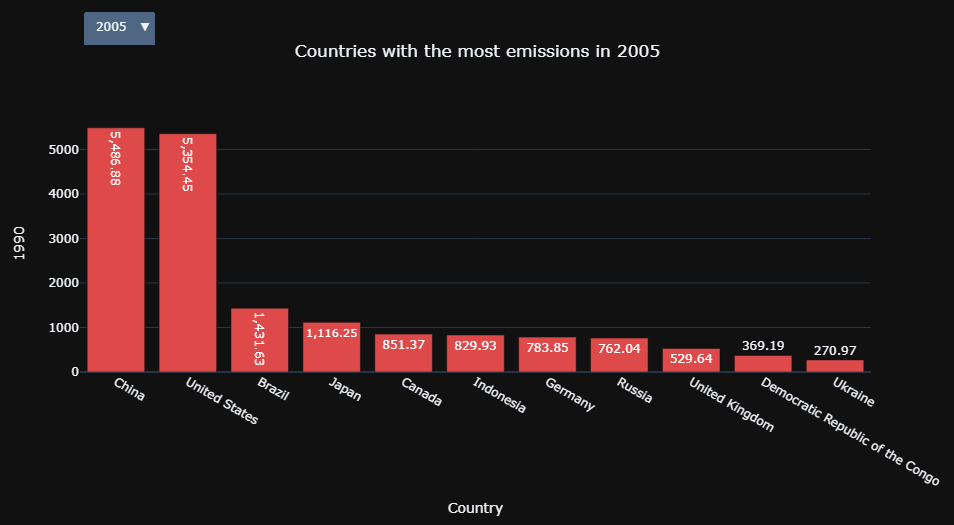 2005 ▼
Countries with the most emissions in 2005
1990
5000
4000
3000
2000
1000
0
5,486.88
5,354.45
1,431.63
1,116.25
851.37
829.93
783.85
762.04
529.64
369.19
270.97
China
United States
Brazil
Japan
Canada
Indonesia
Germany
Russia
United Kingdom
Democratic Republic of the Congo
Ukraine
Country